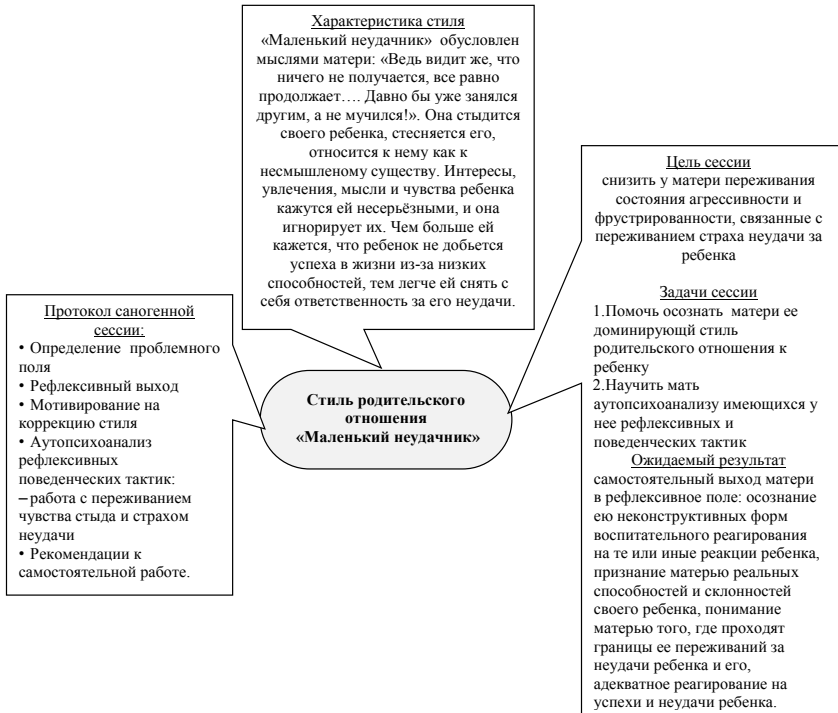 Характеристика стиля
«Маленький неудачник» обусловлен
мыслями матери: «Ведь видит же, что
ничего не получается, все равно
продолжает…. Давно бы уже занялся
другим, а не мучился!». Она стыдится
своего ребенка, стесняется его,
относится к нему как к
несмышленому существу. Интересы,
увлечения, мысли и чувства ребенка
кажутся ей несерьёзными, и она
игнорирует их. Чем больше ей
кажется, что ребенок не добьется
успеха в жизни из-за низких
способностей, тем легче ей снять с
себя ответственность за его неудачи.
Протокол саногенной
сессии:
• Определение проблемного
поля
• Рефлексивный выход
• Мотивирование на
коррекцию стиля
• Аутопсихоанализ
рефлексивных
поведенческих тактик:
– работа с переживанием
чувства стыда и страхом
неудачи
• Рекомендации к
самостоятельной работе.
Стиль родительского
отношения
«Маленький неудачник»
Цель сессии
снизить у матери переживания
состояния агрессивности и
фрустрированности, связанные с
переживанием страха неудачи за
ребенка
Задачи сессии
1.Помочь осознать матери ее
доминирующй стиль
родительского отношения к
ребенку
2.Научить мать
аутопсихоанализу имеющихся у
нее рефлексивных и
поведенческих тактик
Ожидаемый результат
самостоятельный выход матери
в рефлексивное поле: осознание
ею неконструктивных форм
воспитательного реагирования
на те или иные реакции ребенка,
признание матерью реальных
способностей и склонностей
своего ребенка, понимание
матерью того, где проходят
границы ее переживаний за
неудачи ребенка и его,
адекватное реагирование на
успехи и неудачи ребенка.